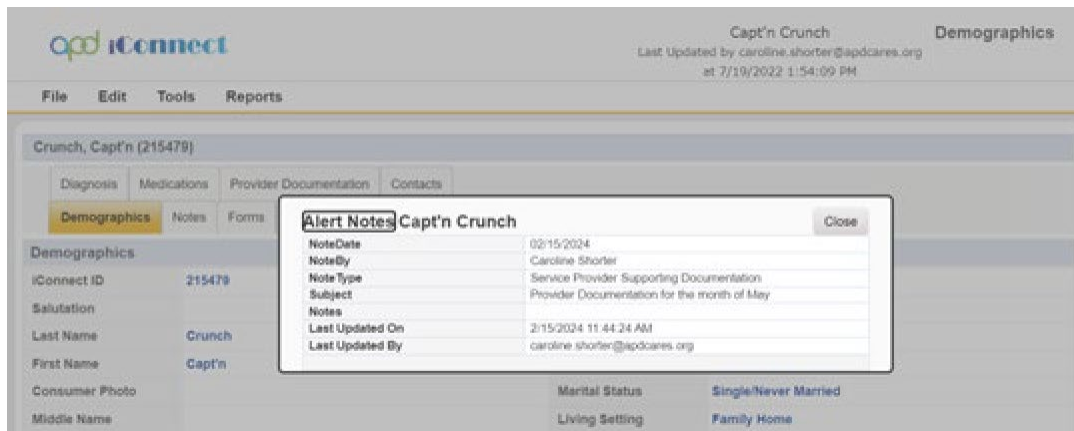 apd iConnect
Capt'n Crunch
Demographics
Last Updated by caroline.shorter@apdcares.org
at 7/19/2022 1:54:09 PM
File Edit Tools Reports
Crunch, Capt'n (215479)
Diagnosis Medications Provider Documentation Contacts
Demographics Notes Forms
Alert Notes Capt'n Crunch Close
NoteDate 02/15/2024
NoteBy Caroline Shorter
NoteType Service Provider Supporting Documentation
Subject Provider Documentation for the month of May
Notes
Last Updated On 2/15/2024 11:44:24 AM
Last Updated By caroline.shorter@apdcares.org
Demographics
iConnect ID 215479
Salutation
Last Name Crunch
First Name Capt'n
Consumer Photo Marital Status Single/Never Married
Middle Name Living Setting Family Home